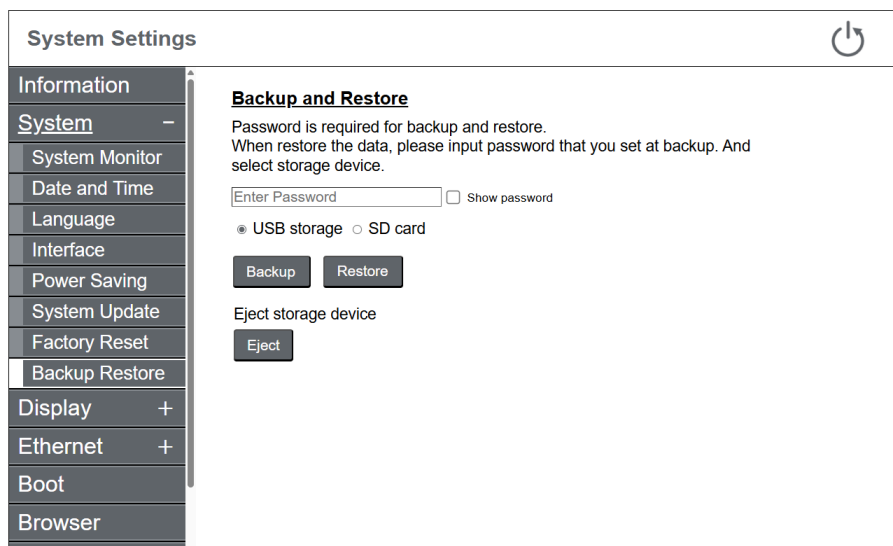 System Settings
Information
System −
System Monitor
Date and Time
Language
Interface
Power Saving
System Update
Factory Reset
Backup Restore
Display +
Ethernet +
Boot
Browser
Backup and Restore
Password is required for backup and restore.
When restore the data, please input password that you set at backup. And
select storage device.
Enter Password Show password
USB storage SD card
Backup Restore
Eject storage device
Eject